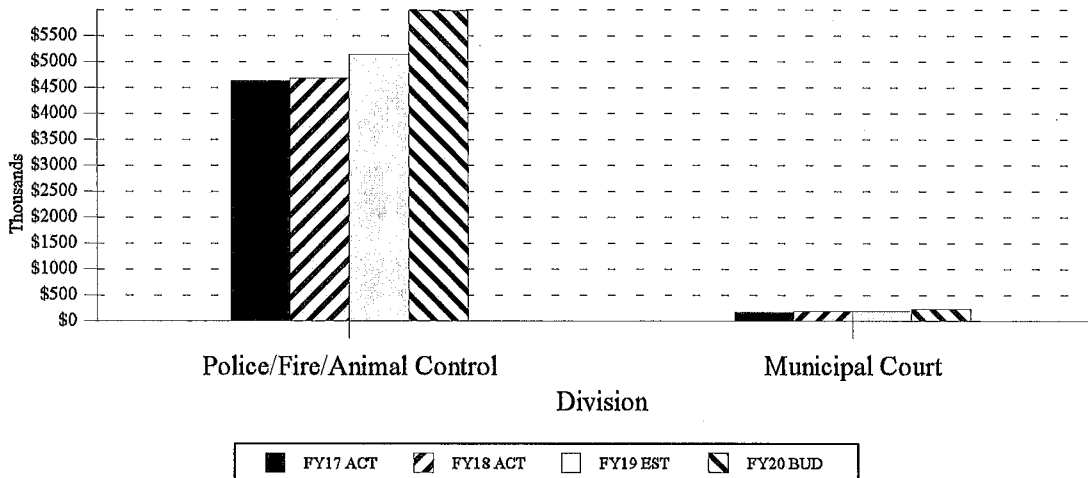 $5500
$5000
$4500
$4000
$3500
$3000
$2500
$2000
$1500
$1000
$500
$0
Thousands
Police/Fire/Animal Control
Municipal Court
Division
FY17 ACT
FY18 ACT
FY19 EST
FY20 BUD